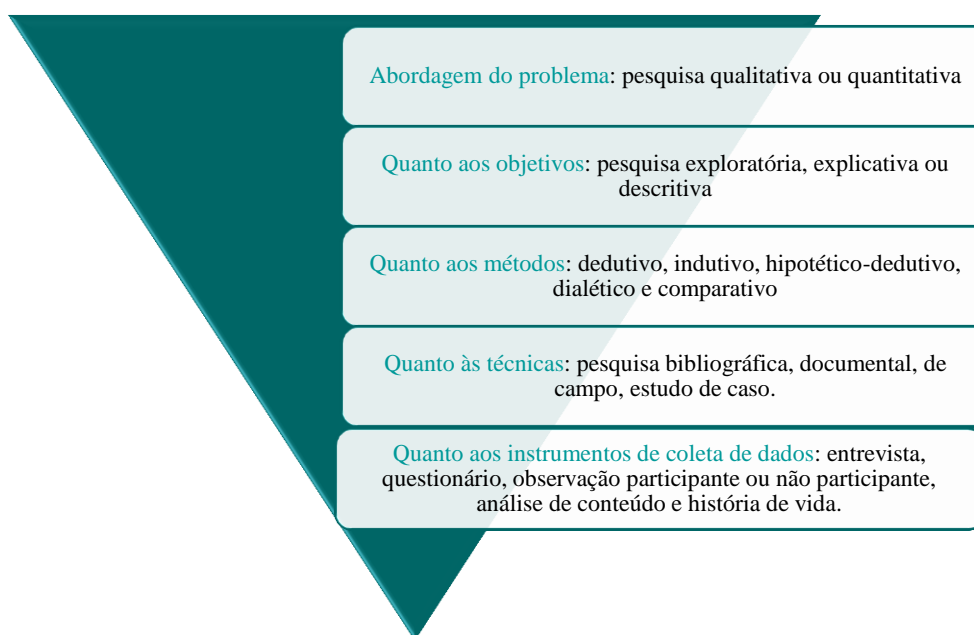 Abordagem do problema: pesquisa qualitativa ou quantitativa
Quanto aos objetivos: pesquisa exploratória, explicativa ou
descritiva
Quanto aos métodos: dedutivo, indutivo, hipotético-dedutivo,
dialético e comparativo
Quanto às técnicas: pesquisa bibliográfica, documental, de
campo, estudo de caso.
Quanto aos instrumentos de coleta de dados: entrevista,
questionário, observação participante ou não participante,
análise de conteúdo e história de vida.